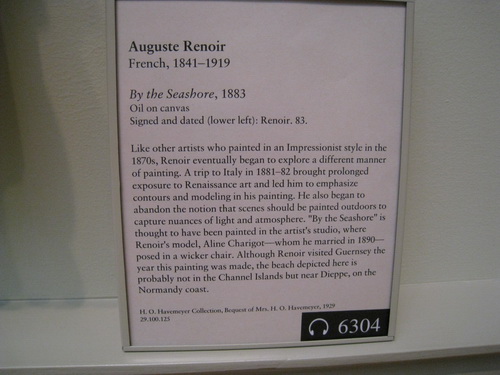 Auguste Renoir
French, 1841–1919
By the Seashore, 1883
Oil on canvas
Signed and dated (lower left): Renoir. 83.
Like other artists who painted in an Impressionist style in the
1870s, Renoir eventually began to explore a different manner
of painting. A trip to Italy in 1881–82 brought prolonged
exposure to Renaissance art and led him to emphasize
contours and modeling in his painting. He also began to
abandon the notion that scenes should be painted outdoors to
capture nuances of light and atmosphere. "By the Seashore" is
thought to have been painted in the artist's studio, where
Renoir's model, Aline Charigot—whom he married in 1890—
posed in a wicker chair. Although Renoir visited Guernsey the
year this painting was made, the beach depicted here is
probably not in the Channel Islands but near Dieppe, on the
Normandy coast.
H. O. Havemeyer Collection, Bequest of Mrs. H. O. Havemeyer, 1929
29.100.125
6304